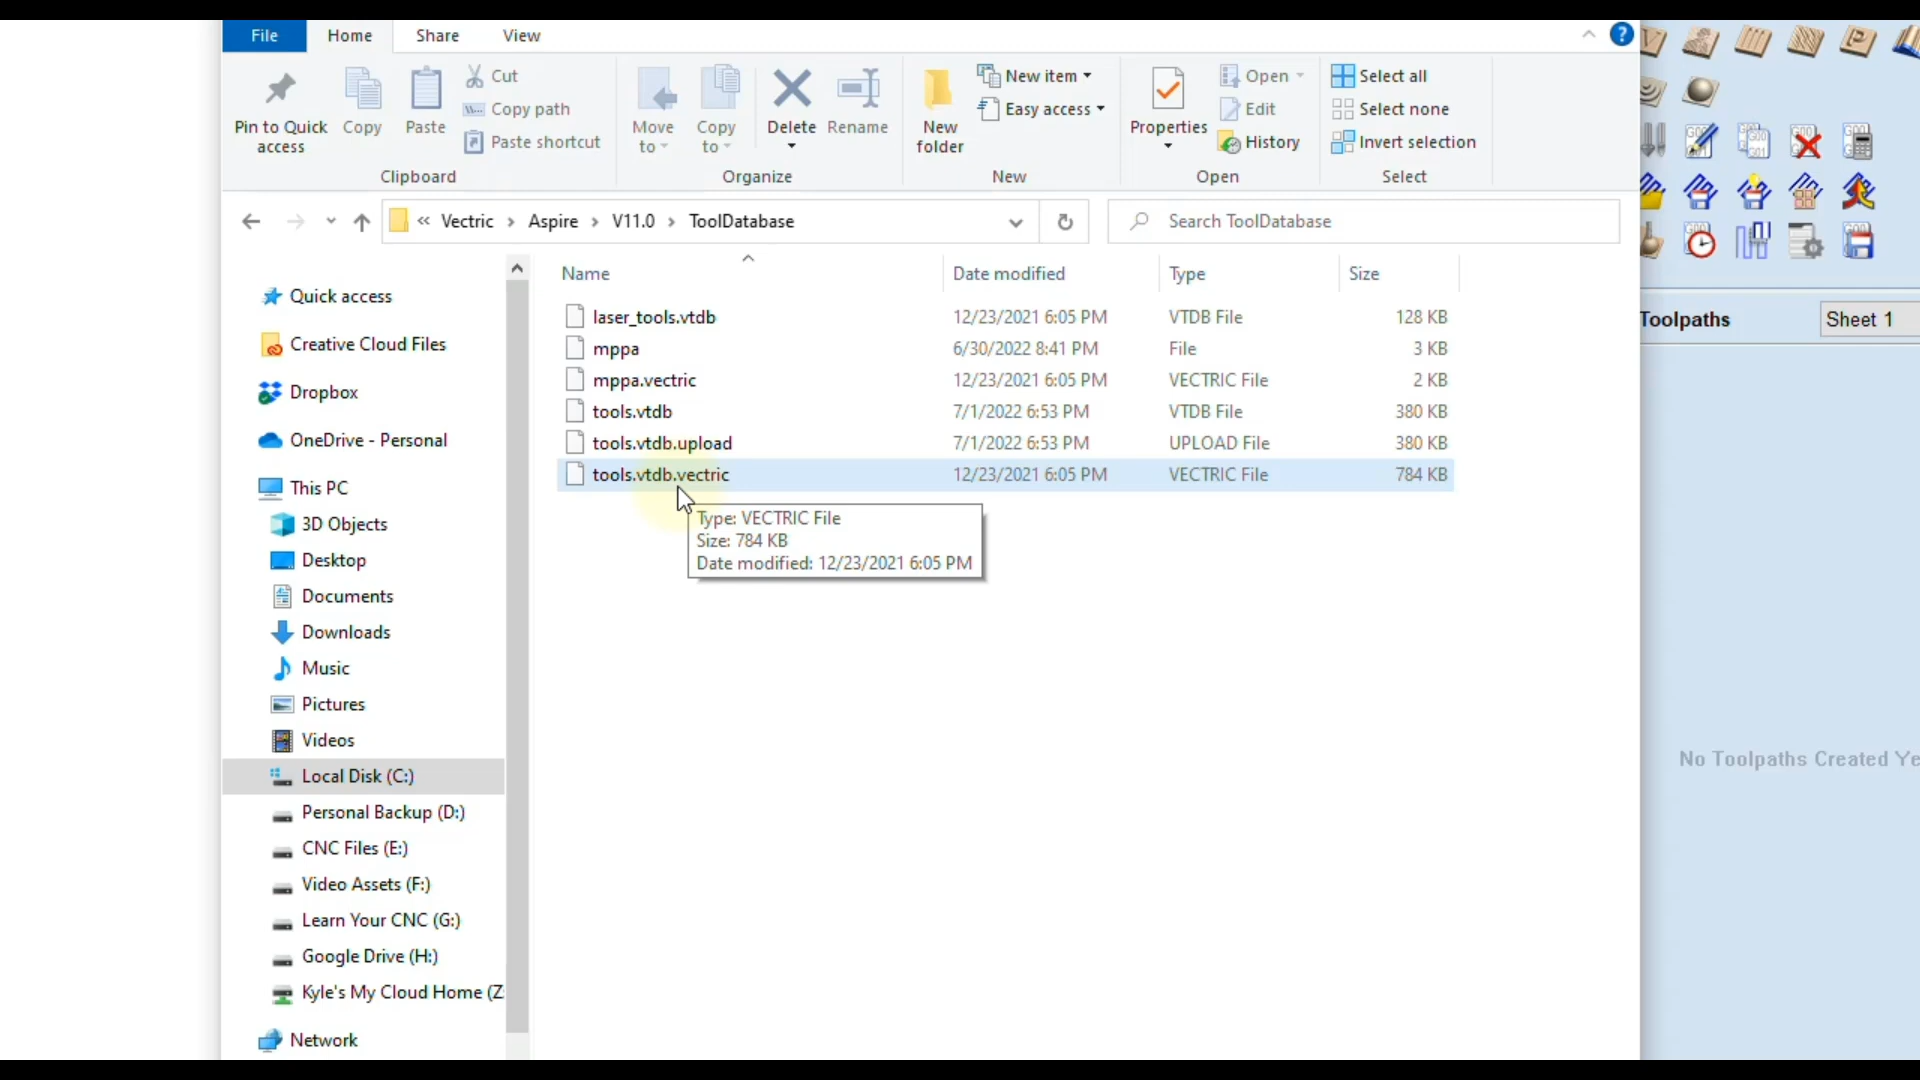 File Home Share View
Pin to Quick access
Copy
Paste
Cut
Copy path
Paste shortcut
Clipboard
Move to
Copy to
Delete
Rename
Organize
New folder
New item
Easy access
New
Properties
Open
Edit
History
Open
Select all
Select none
Invert selection
Select
« Vectric > Aspire > V11.0 > ToolDatabase
Search ToolDatabase
Name Date modified Type Size
laser_tools.vtdb 12/23/2021 6:05 PM VTDB File 128 KB
mppa 6/30/2022 8:41 PM File 3 KB
mppa.vectric 12/23/2021 6:05 PM VECTRIC File 2 KB
tools.vtdb 7/1/2022 6:53 PM VTDB File 380 KB
tools.vtdb.upload 7/1/2022 6:53 PM UPLOAD File 380 KB
tools.vtdb.vectric 12/23/2021 6:05 PM VECTRIC File 784 KB
Type: VECTRIC File
Size: 784 KB
Date modified: 12/23/2021 6:05 PM
Quick access
Creative Cloud Files
Dropbox
OneDrive - Personal
This PC
3D Objects
Desktop
Documents
Downloads
Music
Pictures
Videos
Local Disk (C:)
Personal Backup (D:)
CNC Files (E:)
Video Assets (F:)
Learn Your CNC (G:)
Google Drive (H:)
Kyle's My Cloud Home (Z:
Network
Toolpaths Sheet 1
No Toolpaths Created Ye